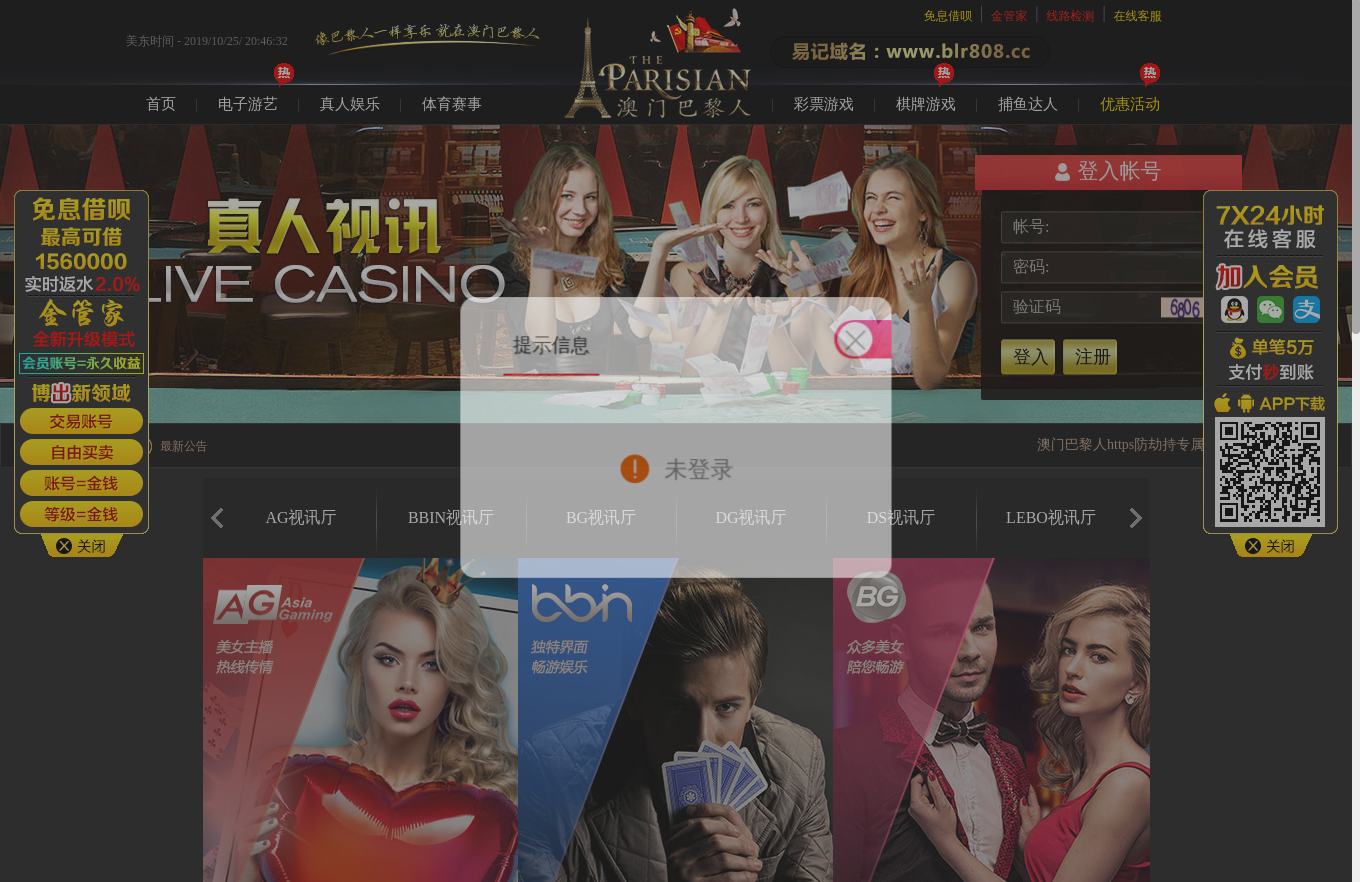 免息借呗
金管家
线路检测
在线客服
美东时间 - 2019/10/25/ 20:46:32
像巴黎人一样享乐 就在澳门巴黎人
THE
PARISIAN
澳门巴黎人
易记域名：www.blr808.cc
热
热
热
首页
电子游艺
真人娱乐
体育赛事
彩票游戏
棋牌游戏
捕鱼达人
优惠活动
真人视讯
LIVE CASINO
登入帐号
帐号:
密码:
验证码
6806
登入
注册
免息借呗
最高可借
1560000
实时返水2.0%
金管家
全新升级模式
会员账号=永久收益
博出新领域
交易账号
自由买卖
账号=金钱
等级=金钱
关闭
7X24小时
在线客服
加入会员
支
单笔5万
支付秒到账
APP下载
关闭
提示信息
未登录
最新公告
澳门巴黎人https防劫持专属
AG视讯厅
BBIN视讯厅
BG视讯厅
DG视讯厅
DS视讯厅
LEBO视讯厅
AG Asia Gaming
美女主播
热线传情
bbin
独特界面
畅游娱乐
BG
众多美女
陪您畅游